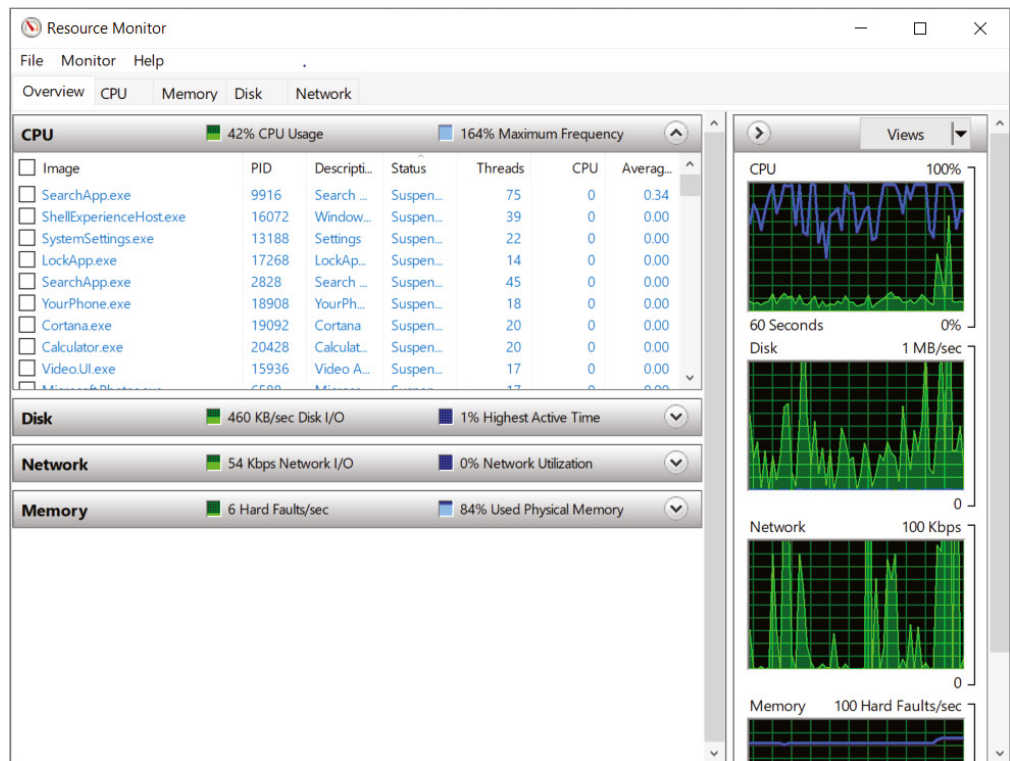 Resource Monitor
File Monitor Help
Overview CPU Memory Disk Network
CPU 42% CPU Usage 164% Maximum Frequency
Image PID Descripti... Status Threads CPU Averag...
SearchApp.exe 9916 Search ... Suspen... 75 0 0.34
ShellExperienceHost.exe 16072 Window... Suspen... 39 0 0.00
SystemSettings.exe 13188 Settings Suspen... 22 0 0.00
LockApp.exe 17268 LockAp... Suspen... 14 0 0.00
SearchApp.exe 2828 Search ... Suspen... 45 0 0.00
YourPhone.exe 18908 YourPh... Suspen... 18 0 0.00
Cortana.exe 19092 Cortana Suspen... 20 0 0.00
Calculator.exe 20428 Calculat... Suspen... 20 0 0.00
Video.UI.exe 15936 Video A... Suspen... 17 0 0.00
Disk 460 KB/sec Disk I/O 1% Highest Active Time
Network 54 Kbps Network I/O 0% Network Utilization
Memory 6 Hard Faults/sec 84% Used Physical Memory
Views
CPU 100%
60 Seconds 0%
Disk 1 MB/sec
0
Network 100 Kbps
0
Memory 100 Hard Faults/sec